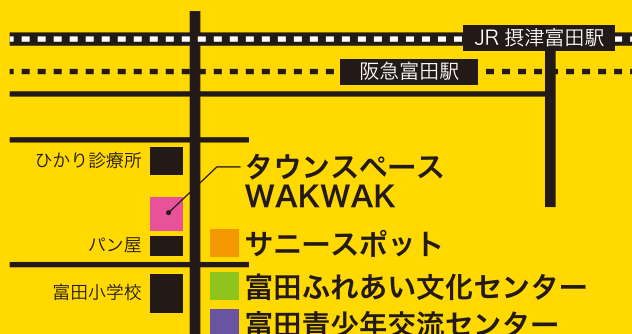 JR 摂津富田駅
阪急富田駅
ひかり診療所
タウンスペース
WAKWAK
パン屋
サニースポット
富田小学校
富田ふれあい文化センター
富田青少年交流センター